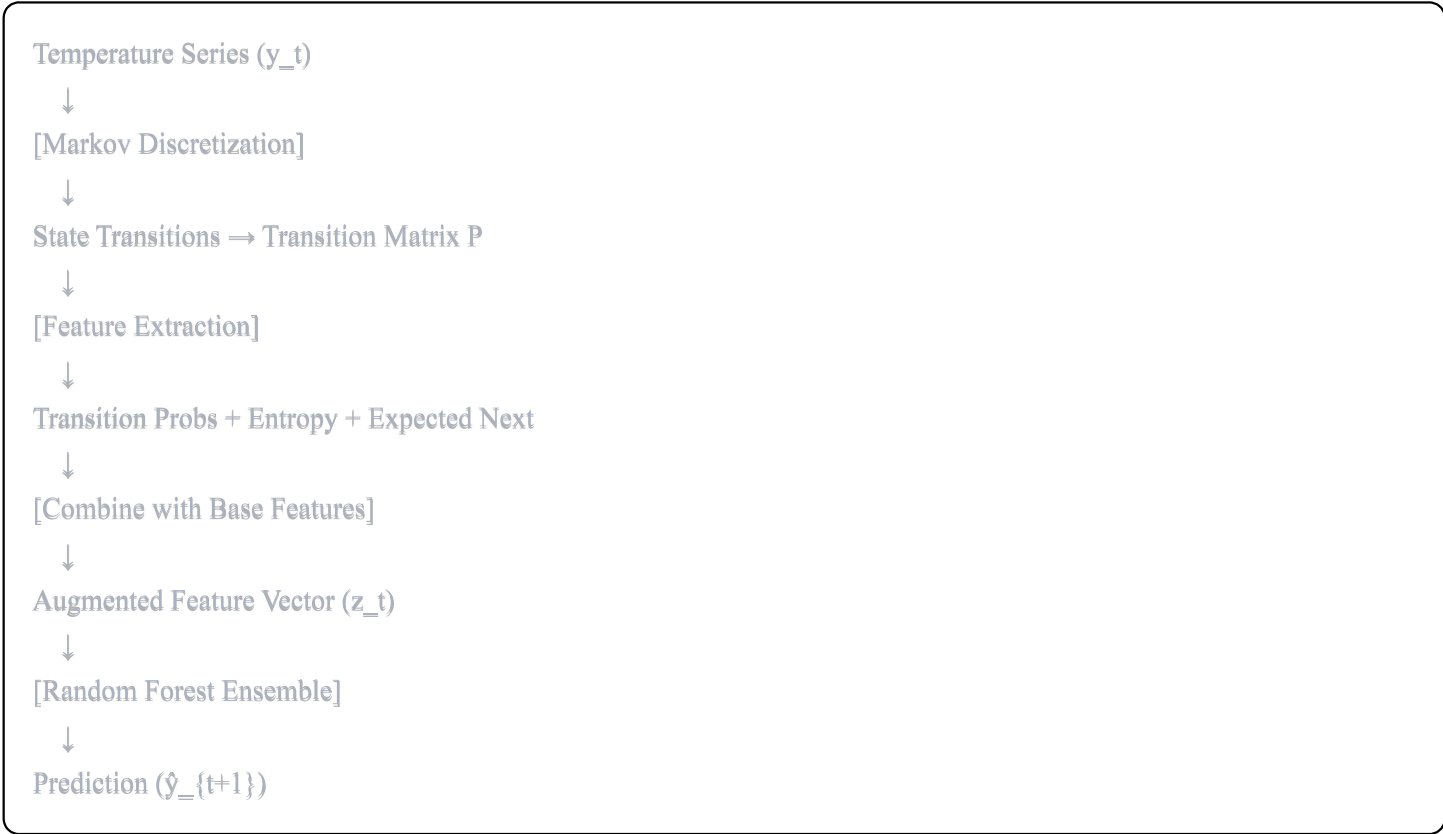 Temperature Series (y_t)
↓
[Markov Discretization]
↓
State Transitions → Transition Matrix P
↓
[Feature Extraction]
↓
Transition Probs + Entropy + Expected Next
↓
[Combine with Base Features]
↓
Augmented Feature Vector (z_t)
↓
[Random Forest Ensemble]
↓
Prediction (ŷ_{t+1})